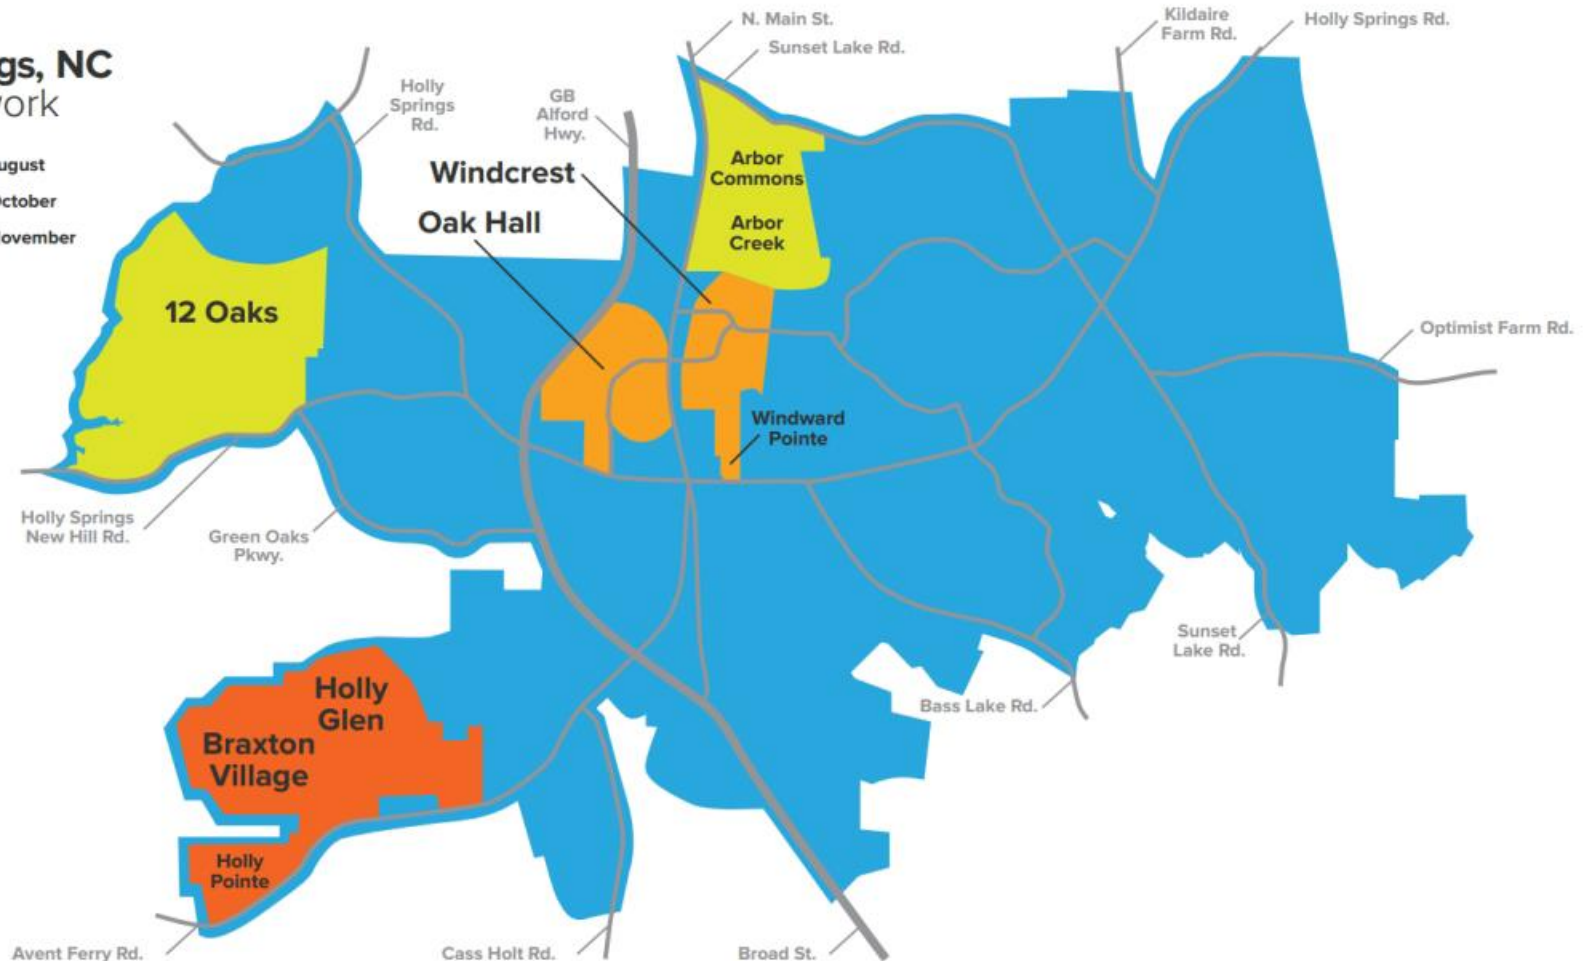 gs, NC
work
ugust
ctober
ovember
N. Main St.
Sunset Lake Rd.
Kildaire
Farm Rd.
Holly Springs Rd.
Holly
Springs
Rd.
GB
Alford
Hwy.
Windcrest
Oak Hall
Arbor
Commons
Arbor
Creek
12 Oaks
Optimist Farm Rd.
Windward
Pointe
Holly Springs
New Hill Rd.
Green Oaks
Pkwy.
Sunset
Lake Rd.
Bass Lake Rd.
Holly
Glen
Braxton
Village
Holly
Pointe
Avent Ferry Rd.
Cass Holt Rd.
Broad St.